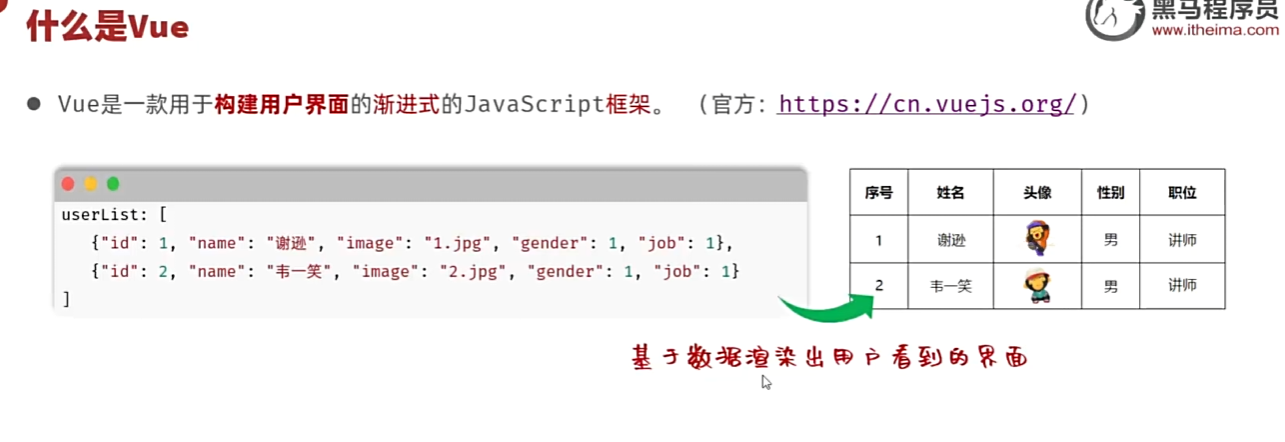 什么是Vue
黑马程序员
www.itheima.com
Vue是一款用于构建用户界面的渐进式的JavaScript框架。 （官方：https://cn.vuejs.org/）
userList: [
{"id": 1, "name": "谢逊", "image": "1.jpg", "gender": 1, "job": 1},
{"id": 2, "name": "韦一笑", "image": "2.jpg", "gender": 1, "job": 1}
]
序号 姓名 头像 性别 职位
1 谢逊 男 讲师
2 韦一笑 男 讲师
基于数据渲染出用户看到的界面